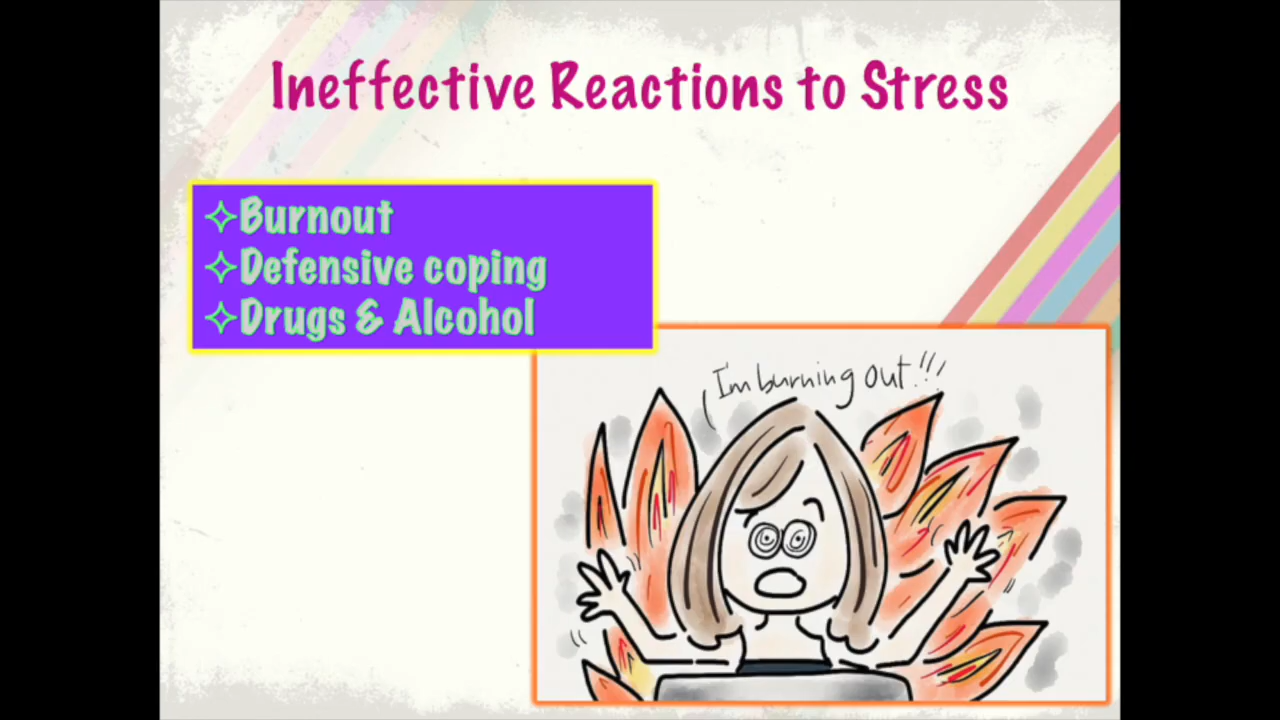 Ineffective Reactions to Stress
✧Burnout
✧Defensive coping
✧Drugs & Alcohol
I'm burning out!!!